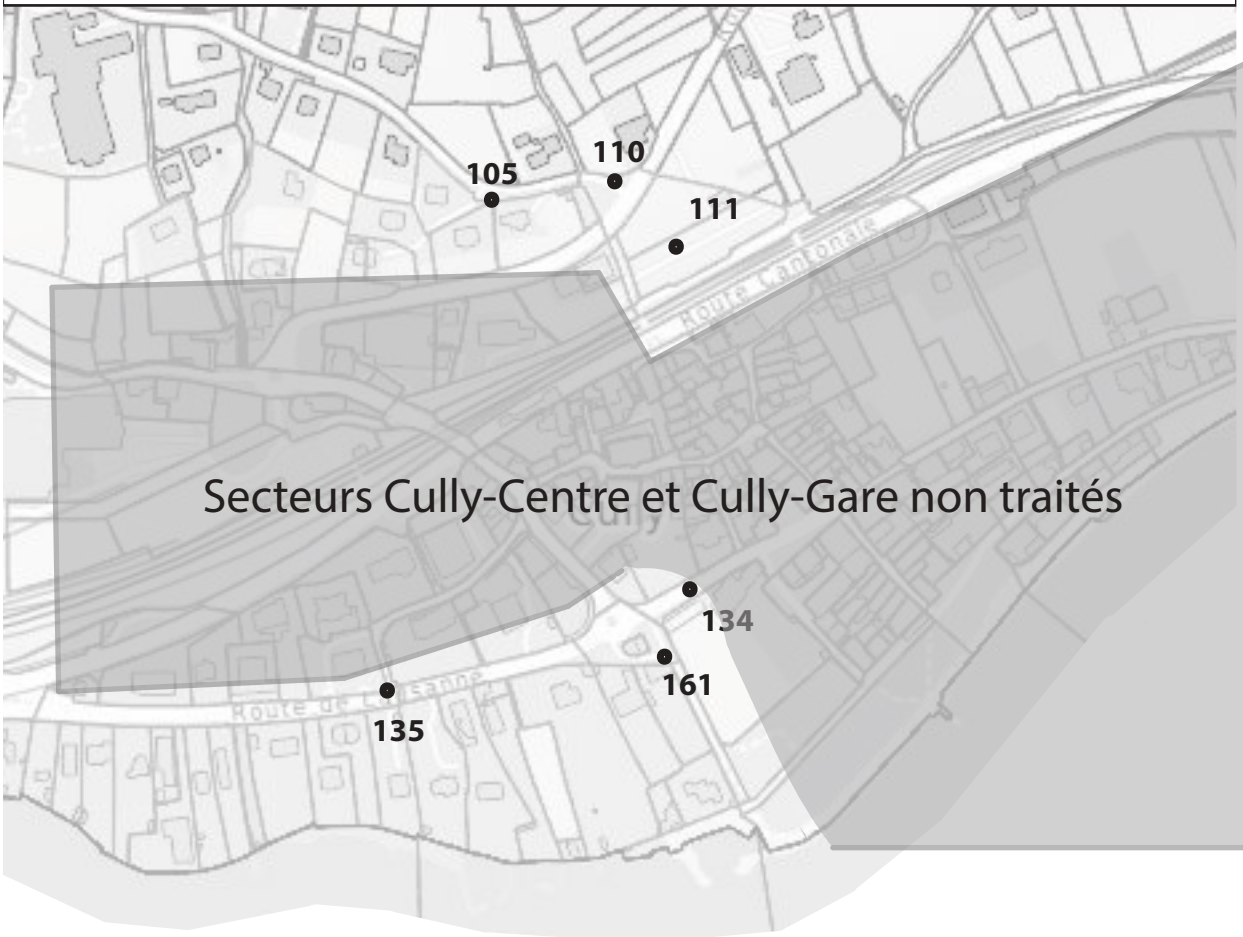 110
105
111
Route Cantonale
Secteurs Cully-Centre et Cully-Gare non traités
Cully
134
161
Route de Lausanne
135